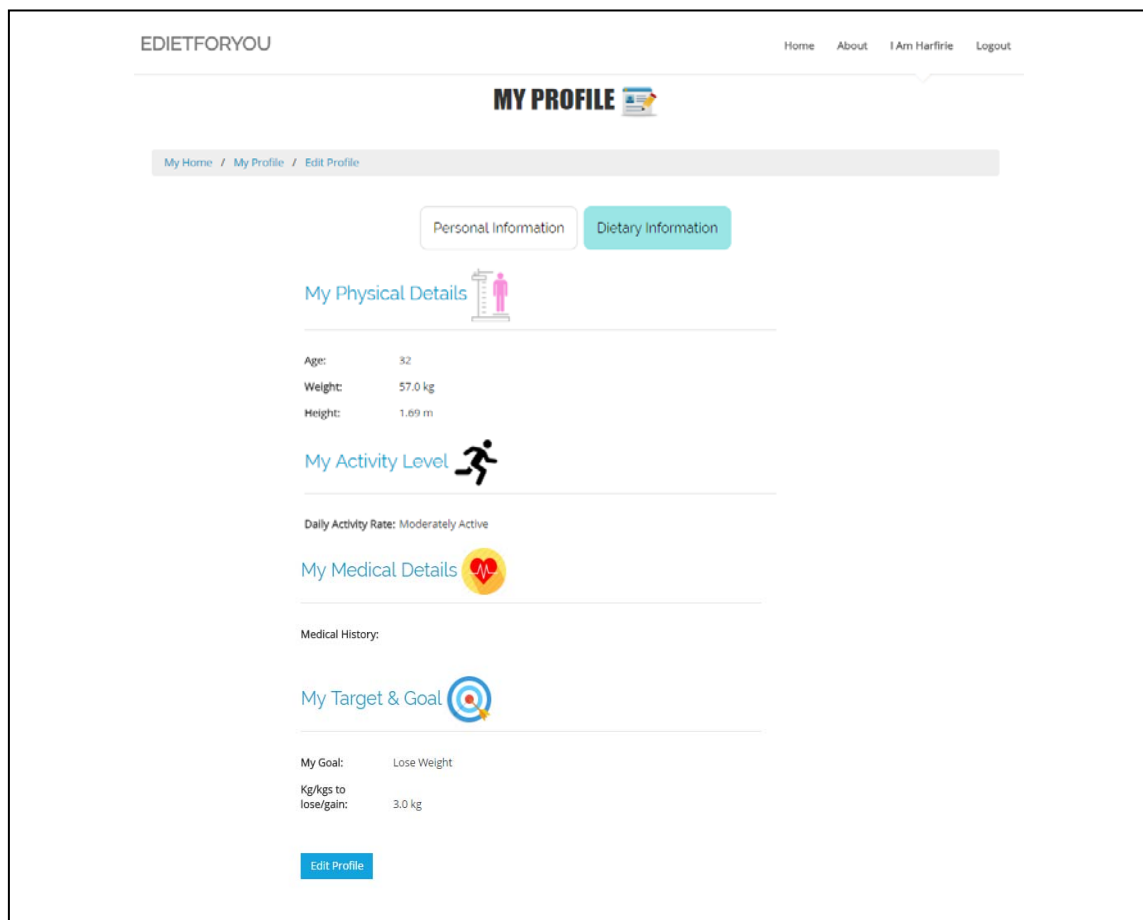 EDIETFORYOU
Home About I Am Harfirie Logout
MY PROFILE
My Home / My Profile / Edit Profile
Personal Information Dietary Information
My Physical Details
Age: 32
Weight: 57.0 kg
Height: 1.69 m
My Activity Level
Daily Activity Rate: Moderately Active
My Medical Details
Medical History:
My Target & Goal
My Goal: Lose Weight
Kg/kgs to
lose/gain: 3.0 kg
Edit Profile